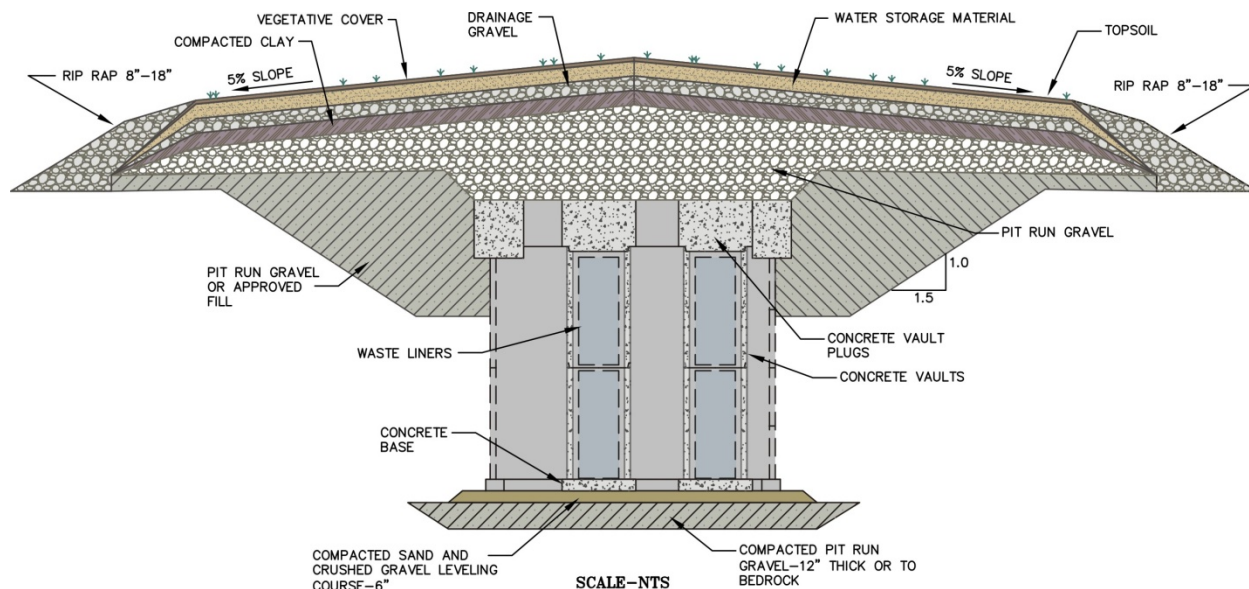 VEGETATIVE COVER
DRAINAGE
GRAVEL
WATER STORAGE MATERIAL
COMPACTED CLAY
TOPSOIL
RIP RAP 8”-18”
5% SLOPE
5% SLOPE
RIP RAP 8”-18”
PIT RUN GRAVEL
PIT RUN GRAVEL
OR APPROVED
FILL
1.0
1.5
WASTE LINERS
CONCRETE VAULT
PLUGS
CONCRETE VAULTS
CONCRETE
BASE
COMPACTED SAND AND
CRUSHED GRAVEL LEVELING
COURSE-6”
COMPACTED PIT RUN
GRAVEL-12” THICK OR TO
BEDROCK
SCALE-NTS